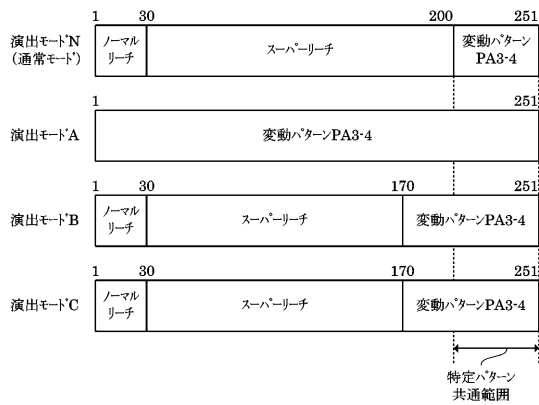 1 30 200 251
演出モードN
(通常モード)
ノーマル
リーチ
スーパーリーチ
変動パターン
PA3-4
1 251
演出モードA
変動パターンPA3-4
1 30 170 251
演出モードB
ノーマル
リーチ
スーパーリーチ
変動パターンPA3-4
1 30 170 251
演出モードC
ノーマル
リーチ
スーパーリーチ
変動パターンPA3-4
特定パターン
共通範囲